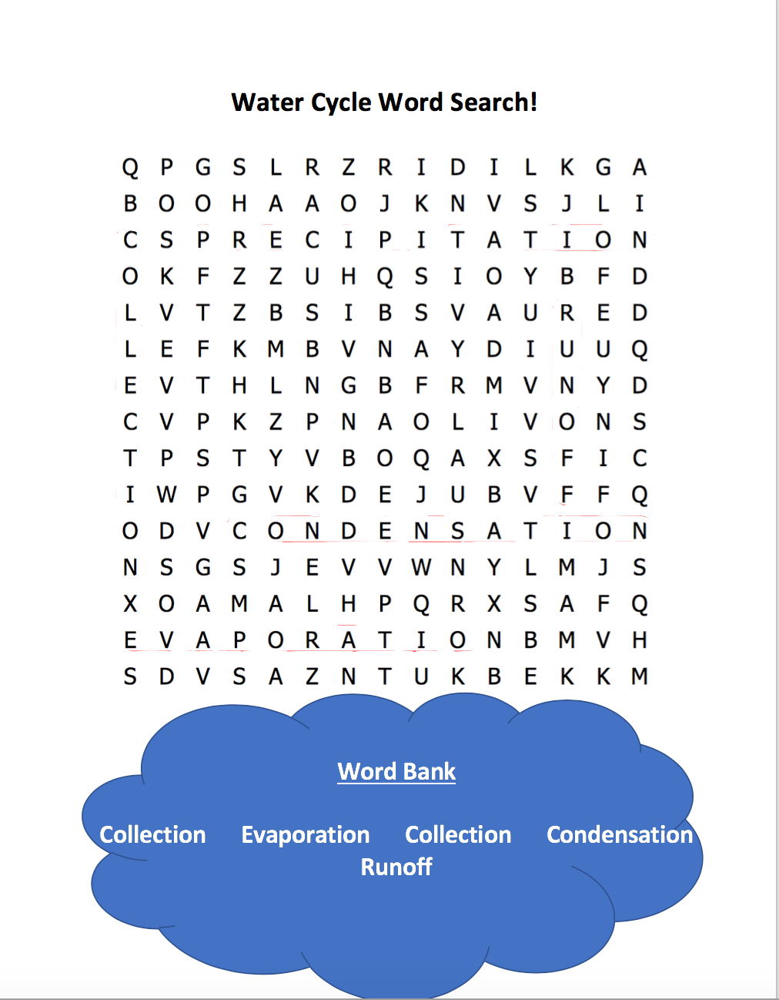 Water Cycle Word Search!
Q P G S L R Z R I D I L K G A
B O O H A A O J K N V S J L I
C S P R E C I P I T A T I O N
O K F Z Z U H Q S I O Y B F D
L V T Z B S I B S V A U R E D
L E F K M B V N A Y D I U U Q
E V T H L N G B F R M V N Y D
C V P K Z P N A O L I V O N S
T P S T Y V B O Q A X S F I C
I W P G V K D E J U B V F F Q
O D V C O N D E N S A T I O N
N S G S J E V V W N Y L M J S
X O A M A L H P Q R X S A F Q
E V A P O R A T I O N B M V H
S D V S A Z N T U K B E K K M
Word Bank
Collection Evaporation Collection Condensation
Runoff